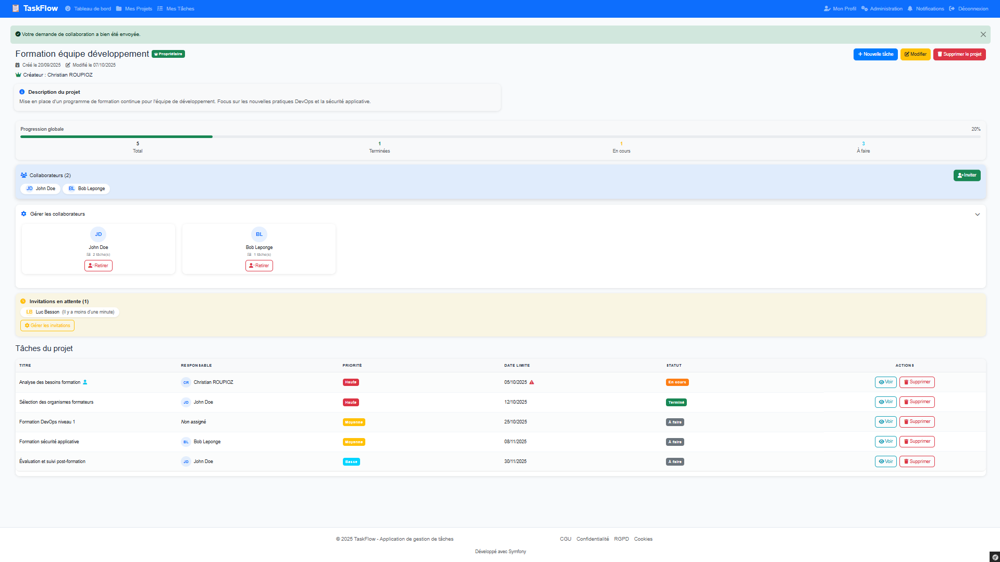 TaskFlow Tableau de bord Mes Projets Mes Tâches Mon Profil Administration Notifications Déconnexion
Votre demande de collaboration a bien été envoyée.
Formation équipe développement Propriétaire Nouvelle tâche Modifier Supprimer le projet
Créé le 20/09/2025 Modifié le 07/10/2025
Créateur : Christian ROUPIOZ
Description du projet
Mise en place d'un programme de formation continue pour l'équipe de développement. Focus sur les nouvelles pratiques DevOps et la sécurité applicative.
Progression globale 20%
5 1 1 3
Total Terminées En cours À faire
Collaborateurs (2) Inviter
JD John Doe BL Bob Leponge
Gérer les collaborateurs
JD BL
John Doe Bob Leponge
2 tâche(s) 1 tâche(s)
Retirer Retirer
Invitations en attente (1)
LB Luc Besson (Il y a moins d'une minute)
Gérer les invitations
Tâches du projet
TITRE RESPONSABLE PRIORITÉ DATE LIMITE STATUT ACTIONS
Analyse des besoins formation CR Christian ROUPIOZ Haute 05/10/2025 En cours Voir Supprimer
Sélection des organismes formateurs JD John Doe Haute 12/10/2025 Terminé Voir Supprimer
Formation DevOps niveau 1 Non assigné Moyenne 25/10/2025 À faire Voir Supprimer
Formation sécurité applicative BL Bob Leponge Moyenne 08/11/2025 À faire Voir Supprimer
Évaluation et suivi post-formation JD John Doe Basse 30/11/2025 À faire Voir Supprimer
© 2025 TaskFlow - Application de gestion de tâches CGU Confidentialité RGPD Cookies
Développé avec Symfony